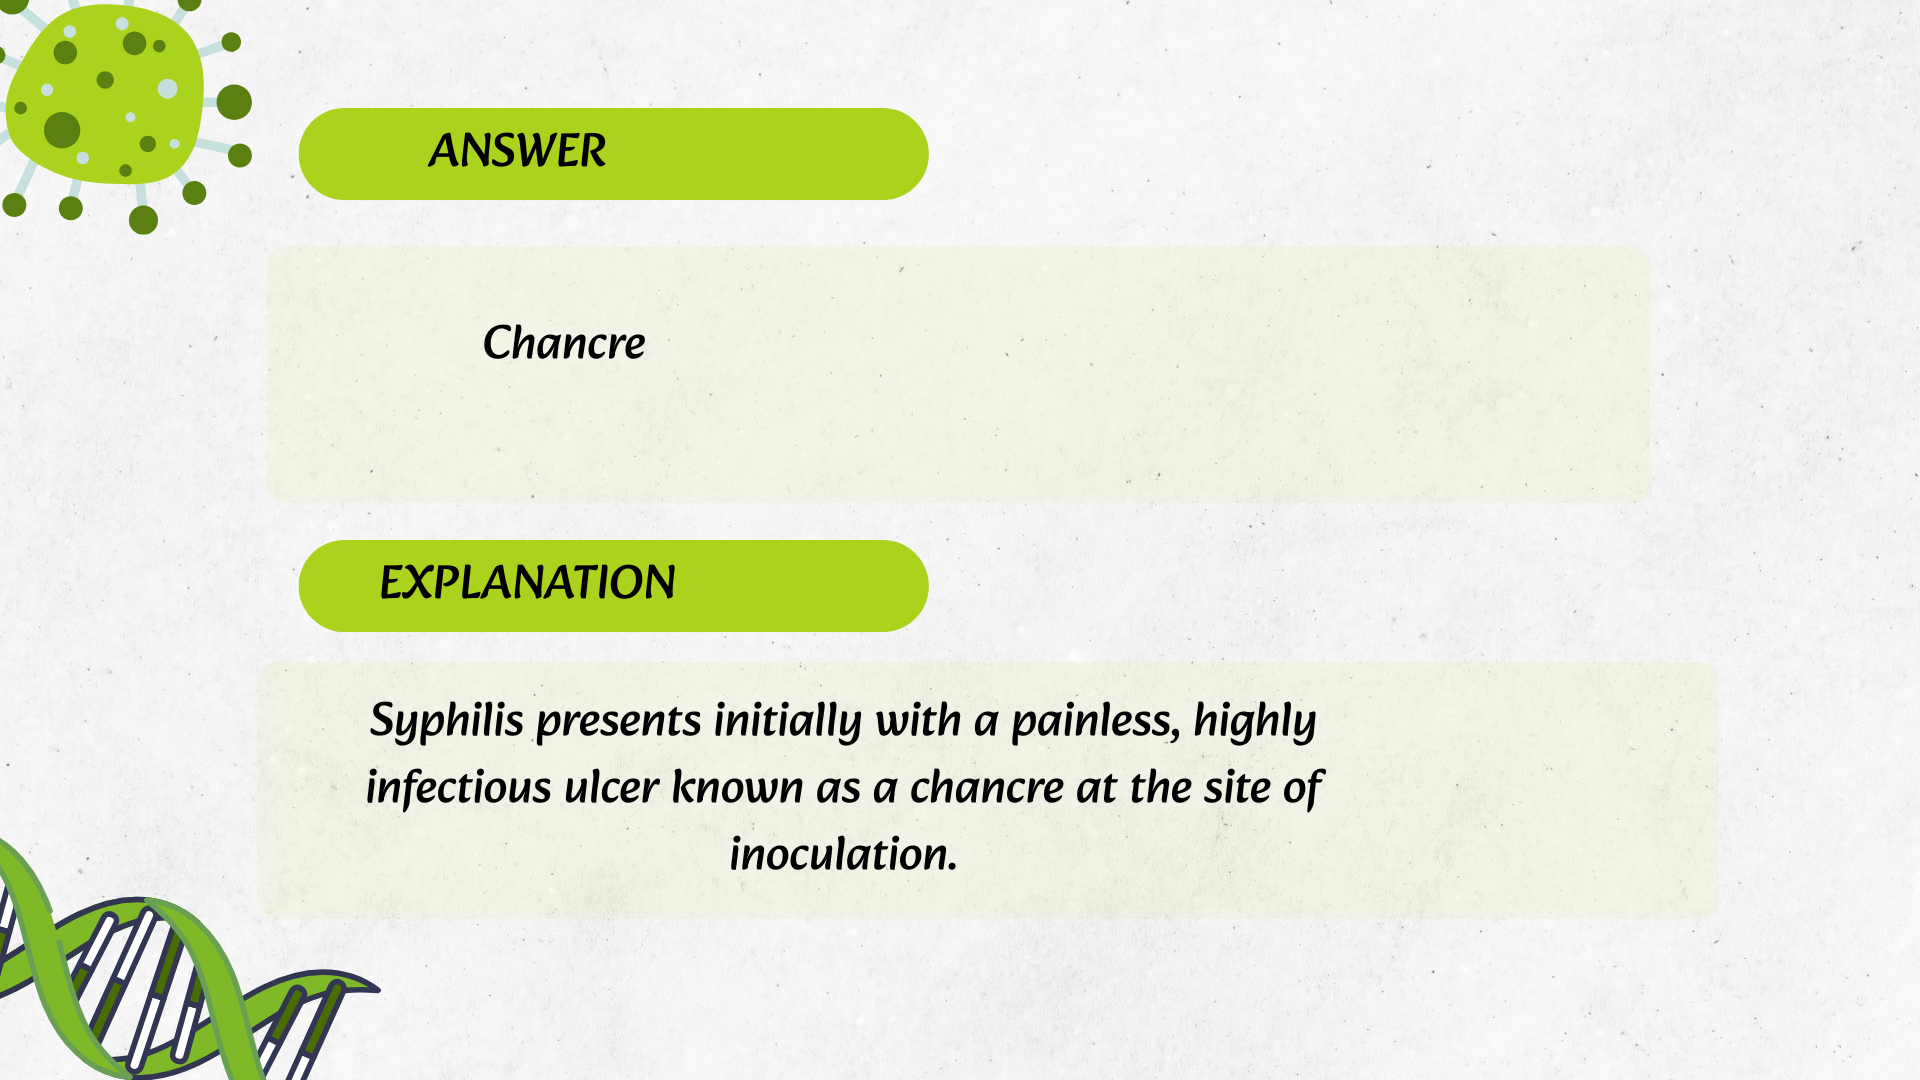 ANSWER
Chancre
EXPLANATION
Syphilis presents initially with a painless, highly
infectious ulcer known as a chancre at the site of
inoculation.